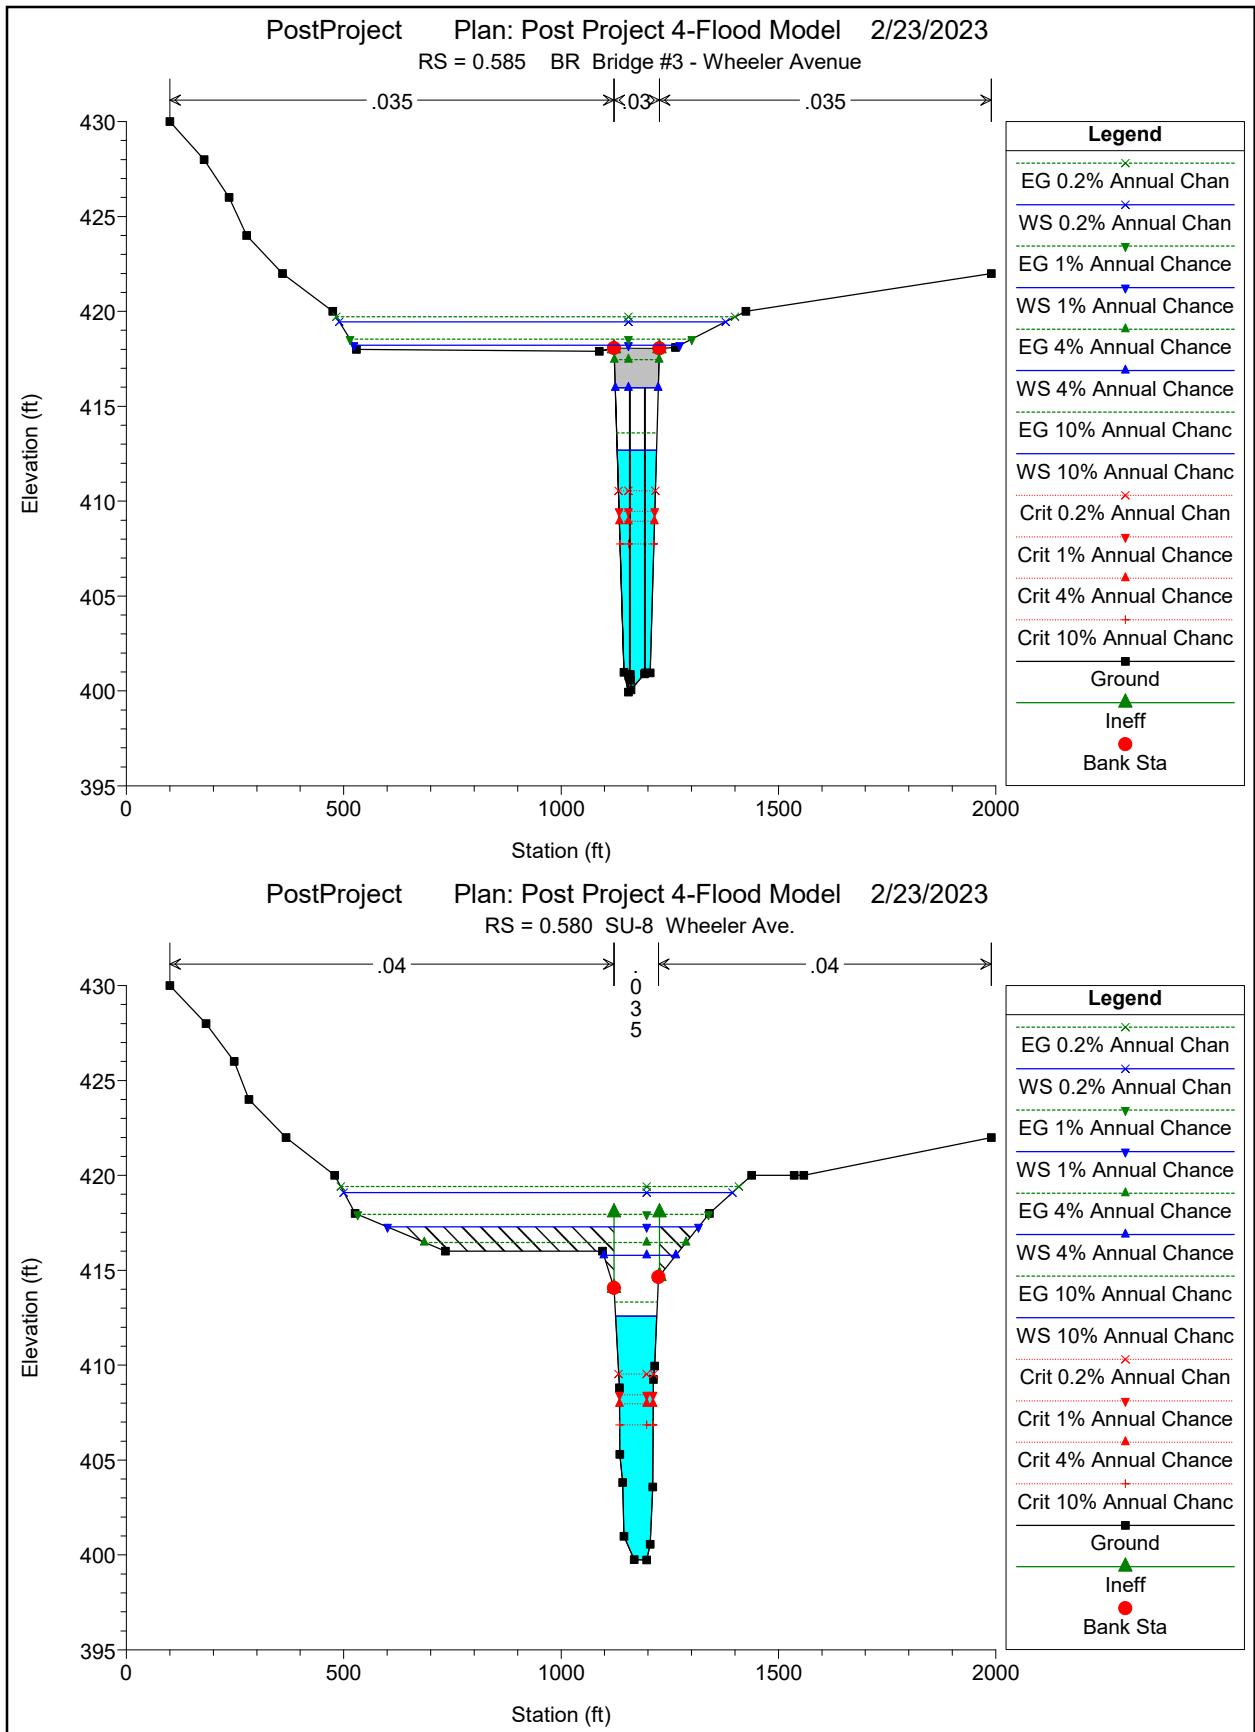 PostProject Plan: Post Project 4-Flood Model 2/23/2023
RS = 0.585 BR Bridge #3 - Wheeler Avenue
.035
.03
.035
430
425
420
415
410
405
400
395
Elevation (ft)
0
500
1000
1500
2000
Station (ft)
Legend
EG 0.2% Annual Chan
WS 0.2% Annual Chan
EG 1% Annual Chance
WS 1% Annual Chance
EG 4% Annual Chance
WS 4% Annual Chance
EG 10% Annual Chanc
WS 10% Annual Chanc
Crit 0.2% Annual Chan
Crit 1% Annual Chance
Crit 4% Annual Chance
Crit 10% Annual Chanc
Ground
Ineff
Bank Sta
PostProject Plan: Post Project 4-Flood Model 2/23/2023
RS = 0.580 SU-8 Wheeler Ave.
.04
.
0
3
5
.04
430
425
420
415
410
405
400
395
Elevation (ft)
0
500
1000
1500
2000
Station (ft)
Legend
EG 0.2% Annual Chan
WS 0.2% Annual Chan
EG 1% Annual Chance
WS 1% Annual Chance
EG 4% Annual Chance
WS 4% Annual Chance
EG 10% Annual Chanc
WS 10% Annual Chanc
Crit 0.2% Annual Chan
Crit 1% Annual Chance
Crit 4% Annual Chance
Crit 10% Annual Chanc
Ground
Ineff
Bank Sta